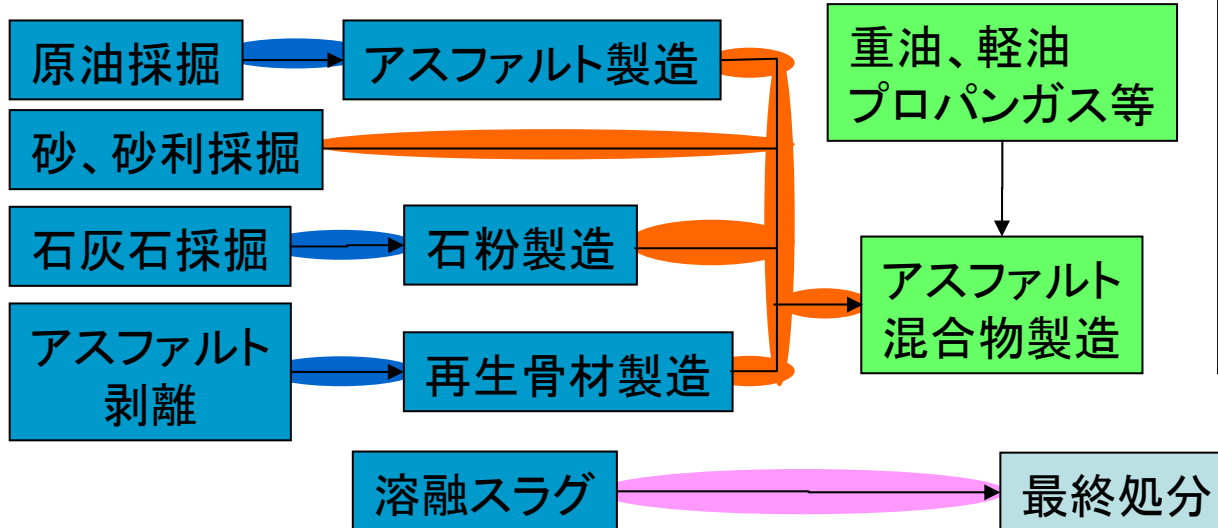 原油採掘
アスファルト製造
重油、軽油
プロパンガス等
砂、砂利採掘
石灰石採掘
石粉製造
アスファルト
混合物製造
アスファルト
剥離
再生骨材製造
溶融スラグ
最終処分